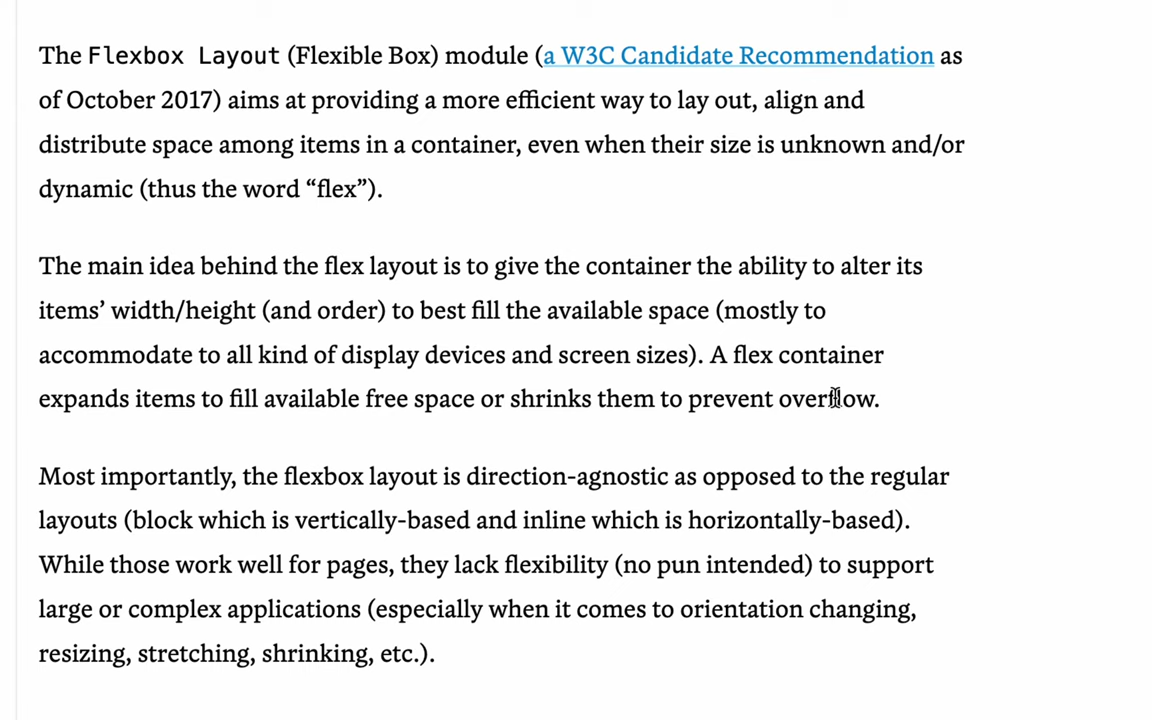 The Flexbox Layout (Flexible Box) module (a W3C Candidate Recommendation as
of October 2017) aims at providing a more efficient way to lay out, align and
distribute space among items in a container, even when their size is unknown and/or
dynamic (thus the word “flex”).
The main idea behind the flex layout is to give the container the ability to alter its
items’ width/height (and order) to best fill the available space (mostly to
accommodate to all kind of display devices and screen sizes). A flex container
expands items to fill available free space or shrinks them to prevent overflow.
Most importantly, the flexbox layout is direction-agnostic as opposed to the regular
layouts (block which is vertically-based and inline which is horizontally-based).
While those work well for pages, they lack flexibility (no pun intended) to support
large or complex applications (especially when it comes to orientation changing,
resizing, stretching, shrinking, etc.).